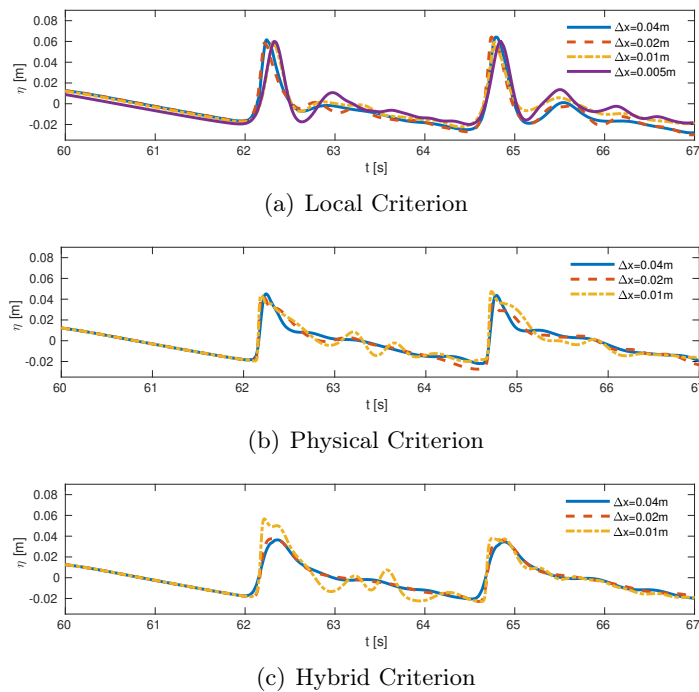 0.08
0.06
0.04
0.02
0
-0.02
η [m]
Δx=0.04m
Δx=0.02m
Δx=0.01m
Δx=0.005m
60 61 62 63 64 65 66 67
t [s]
(a) Local Criterion
0.08
0.06
0.04
0.02
0
-0.02
η [m]
Δx=0.04m
Δx=0.02m
Δx=0.01m
60 61 62 63 64 65 66 67
t [s]
(b) Physical Criterion
0.08
0.06
0.04
0.02
0
-0.02
η [m]
Δx=0.04m
Δx=0.02m
Δx=0.01m
60 61 62 63 64 65 66 67
t [s]
(c) Hybrid Criterion